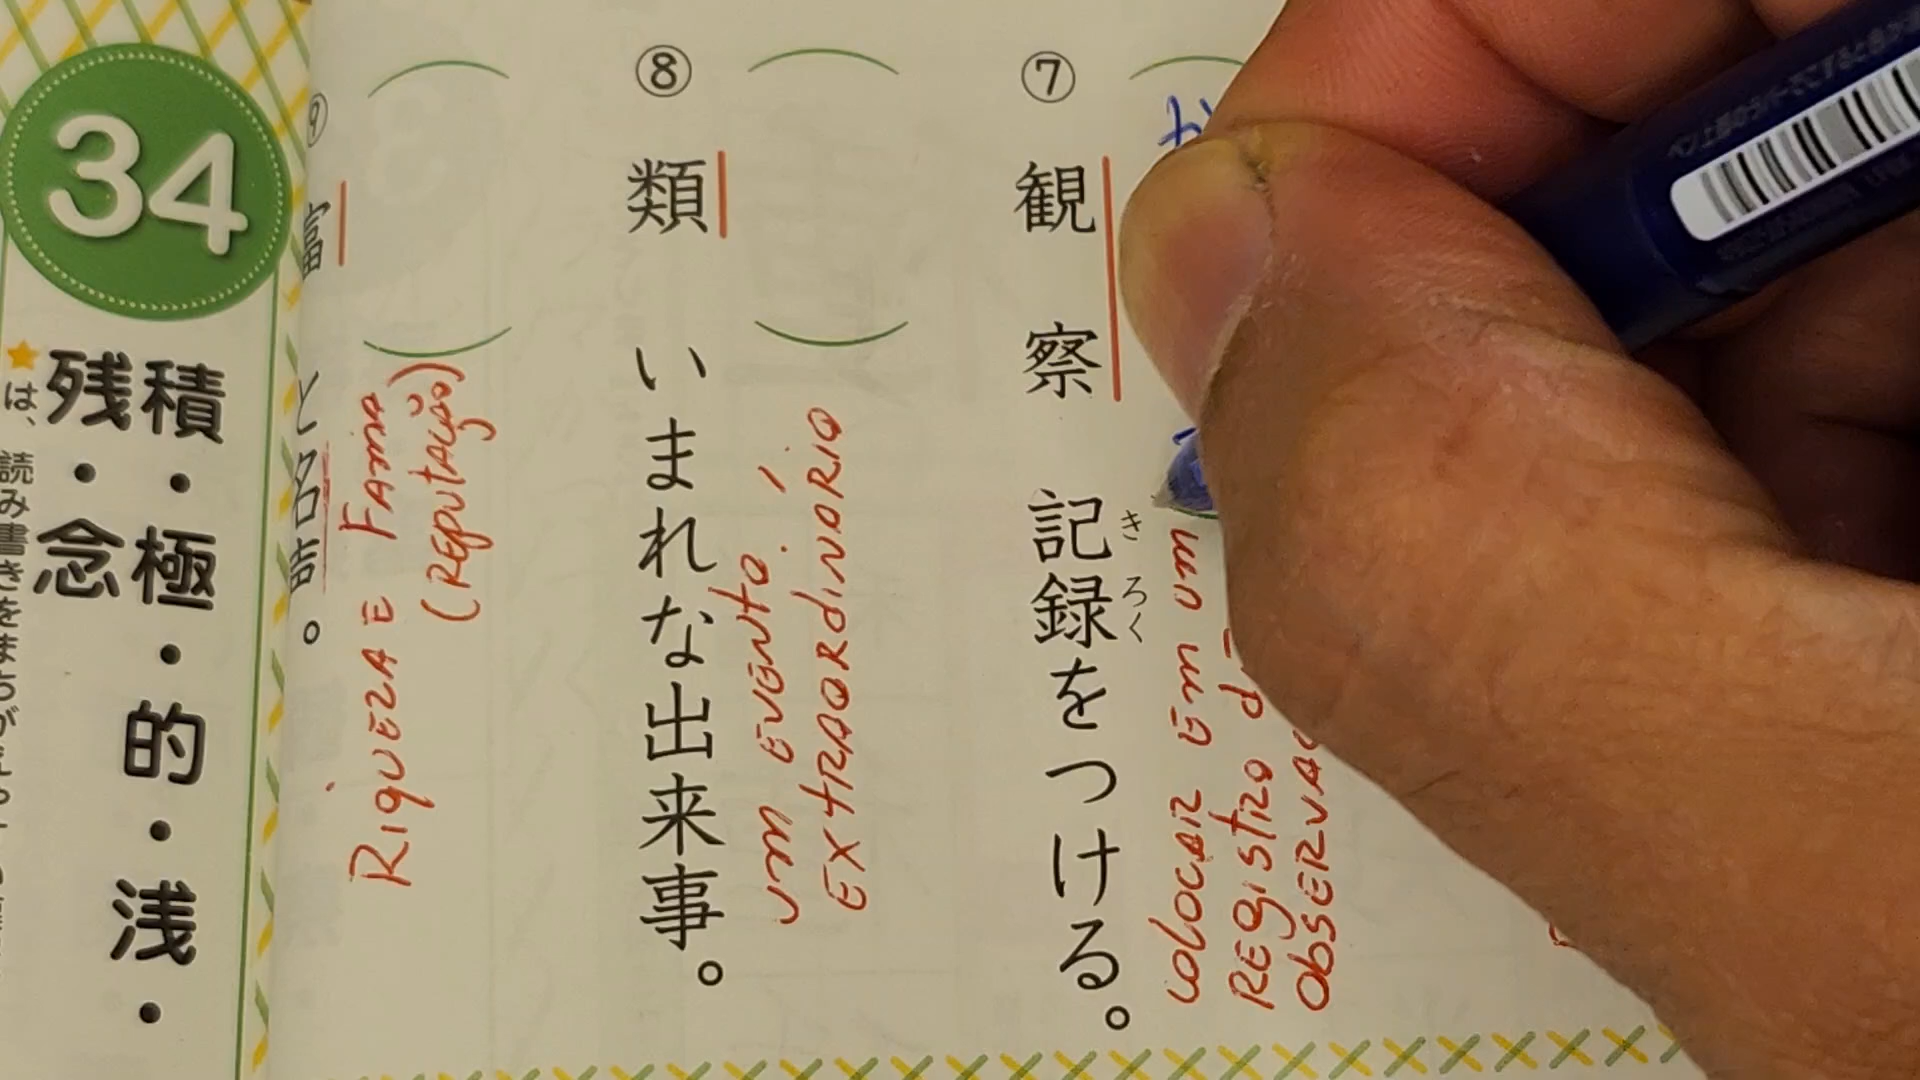 ⑦
観察記録をつける。
きろく
colocar em um
Registro d
observa
⑧
類いまれな出来事。
um evento
extraordinário
⑨
富と名声。
Riqueza e Fama
(Reputação)
34
積・極・的・浅・
残・念
★は、読み書きをまちが